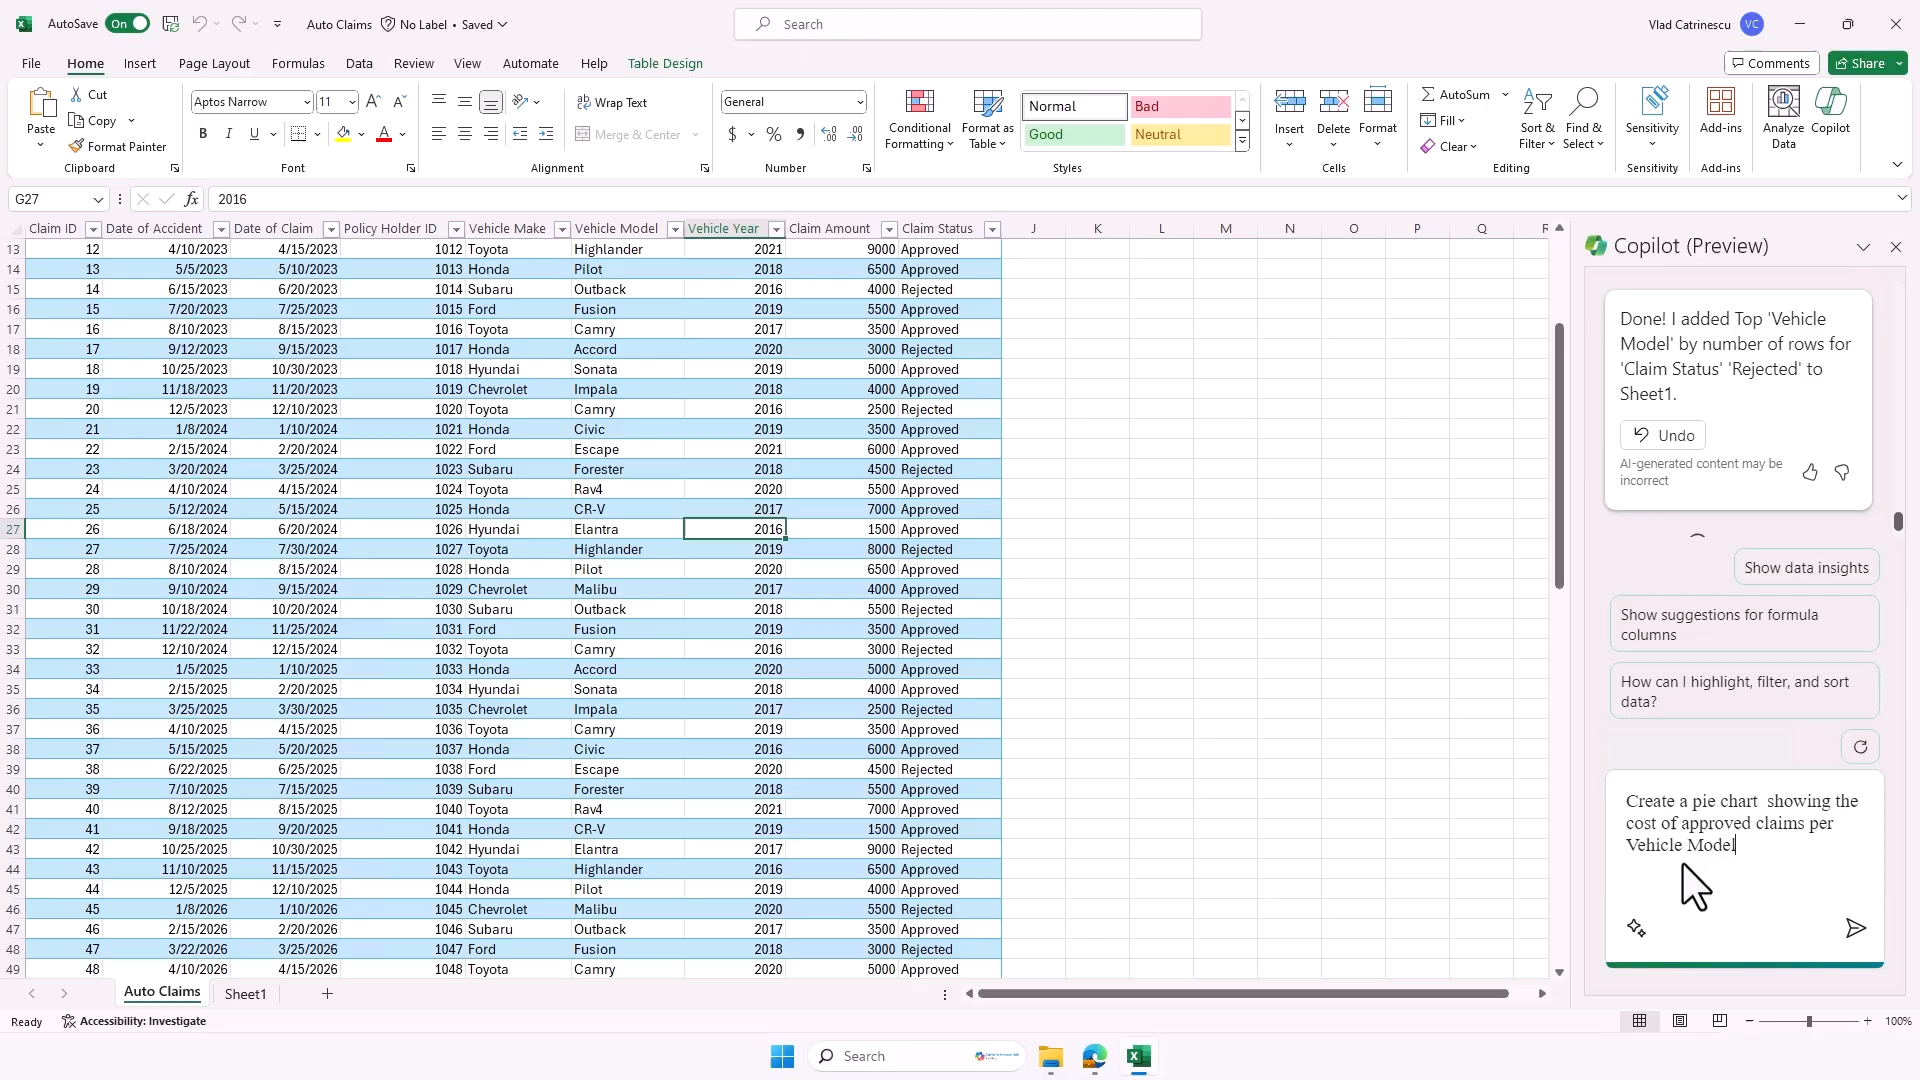 AutoSave On Auto Claims No Label • Saved Search Vlad Catrinescu VC
File Home Insert Page Layout Formulas Data Review View Automate Help Table Design Comments Share
Cut
Copy
Format Painter
Paste
Clipboard
Aptos Narrow 11
B I U A
Font
Wrap Text
Merge & Center
Alignment
General
$ % ,
Number
Conditional Formatting
Format as Table
Normal Bad
Good Neutral
Styles
Insert Delete Format
Cells
AutoSum
Fill
Clear
Sort & Filter
Find & Select
Editing
Sensitivity
Sensitivity
Add-ins
Add-ins
Analyze Data
Copilot
G27 fx 2016
Claim ID Date of Accident Date of Claim Policy Holder ID Vehicle Make Vehicle Model Vehicle Year Claim Amount Claim Status J K L M N O P Q R
13 12 4/10/2023 4/15/2023 1012 Toyota Highlander 2021 9000 Approved
14 13 5/5/2023 5/10/2023 1013 Honda Pilot 2018 6500 Approved
15 14 6/15/2023 6/20/2023 1014 Subaru Outback 2016 4000 Rejected
16 15 7/20/2023 7/25/2023 1015 Ford Fusion 2019 5500 Approved
17 16 8/10/2023 8/15/2023 1016 Toyota Camry 2017 3500 Approved
18 17 9/12/2023 9/15/2023 1017 Honda Accord 2020 3000 Rejected
19 18 10/25/2023 10/30/2023 1018 Hyundai Sonata 2019 5000 Approved
20 19 11/18/2023 11/20/2023 1019 Chevrolet Impala 2018 4000 Approved
21 20 12/5/2023 12/10/2023 1020 Toyota Camry 2016 2500 Rejected
22 21 1/8/2024 1/10/2024 1021 Honda Civic 2019 3500 Approved
23 22 2/15/2024 2/20/2024 1022 Ford Escape 2021 6000 Approved
24 23 3/20/2024 3/25/2024 1023 Subaru Forester 2018 4500 Rejected
25 24 4/10/2024 4/15/2024 1024 Toyota Rav4 2020 5500 Approved
26 25 5/12/2024 5/15/2024 1025 Honda CR-V 2017 7000 Approved
27 26 6/18/2024 6/20/2024 1026 Hyundai Elantra 2016 1500 Approved
28 27 7/25/2024 7/30/2024 1027 Toyota Highlander 2019 8000 Rejected
29 28 8/10/2024 8/15/2024 1028 Honda Pilot 2020 6500 Approved
30 29 9/10/2024 9/15/2024 1029 Chevrolet Malibu 2017 4000 Approved
31 30 10/18/2024 10/20/2024 1030 Subaru Outback 2018 5500 Rejected
32 31 11/22/2024 11/25/2024 1031 Ford Fusion 2019 3500 Approved
33 32 12/10/2024 12/15/2024 1032 Toyota Camry 2016 3000 Rejected
34 33 1/5/2025 1/10/2025 1033 Honda Accord 2020 5000 Approved
35 34 2/15/2025 2/20/2025 1034 Hyundai Sonata 2018 4000 Approved
36 35 3/25/2025 3/30/2025 1035 Chevrolet Impala 2017 2500 Rejected
37 36 4/10/2025 4/15/2025 1036 Toyota Camry 2019 3500 Approved
38 37 5/15/2025 5/20/2025 1037 Honda Civic 2016 6000 Approved
39 38 6/22/2025 6/25/2025 1038 Ford Escape 2020 4500 Rejected
40 39 7/10/2025 7/15/2025 1039 Subaru Forester 2018 5500 Approved
41 40 8/12/2025 8/15/2025 1040 Toyota Rav4 2021 7000 Approved
42 41 9/18/2025 9/20/2025 1041 Honda CR-V 2019 1500 Approved
43 42 10/25/2025 10/30/2025 1042 Hyundai Elantra 2017 9000 Rejected
44 43 11/10/2025 11/15/2025 1043 Toyota Highlander 2016 6500 Approved
45 44 12/5/2025 12/10/2025 1044 Honda Pilot 2019 4000 Approved
46 45 1/8/2026 1/10/2026 1045 Chevrolet Malibu 2020 5500 Rejected
47 46 2/15/2026 2/20/2026 1046 Subaru Outback 2017 3500 Approved
48 47 3/22/2026 3/25/2026 1047 Ford Fusion 2018 3000 Rejected
49 48 4/10/2026 4/15/2026 1048 Toyota Camry 2020 5000 Approved
Copilot (Preview)
Done! I added Top 'Vehicle
Model' by number of rows for
'Claim Status' 'Rejected' to
Sheet1.
Undo
AI-generated content may be
incorrect
Show data insights
Show suggestions for formula
columns
How can I highlight, filter, and sort
data?
Create a pie chart  showing the
cost of approved claims per
Vehicle Model
Auto Claims Sheet1
Ready Accessibility: Investigate 100%
Search